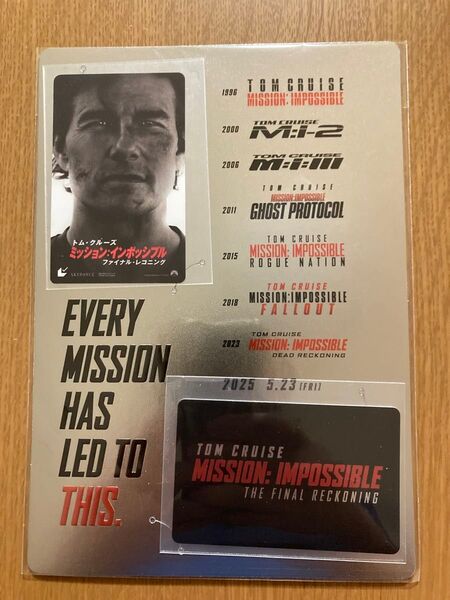 トム・クルーズ
ミッション:インポッシブル
ファイナル・レコニング
SKYDANCE
EVERY
MISSION
HAS
LED TO
THIS.
1996
TOM CRUISE
MISSION: IMPOSSIBLE
2000
TOM CRUISE
M:i-2
2006
TOM CRUISE
M:i:III
2011
TOM CRUISE
MISSION:IMPOSSIBLE
GHOST PROTOCOL
2015
TOM CRUISE
MISSION: IMPOSSIBLE
ROGUE NATION
2018
TOM CRUISE
MISSION:IMPOSSIBLE
FALLOUT
2023
TOM CRUISE
MISSION: IMPOSSIBLE
DEAD RECKONING
2025 5.23[FRI]
TOM CRUISE
MISSION: IMPOSSIBLE
THE FINAL RECKONING